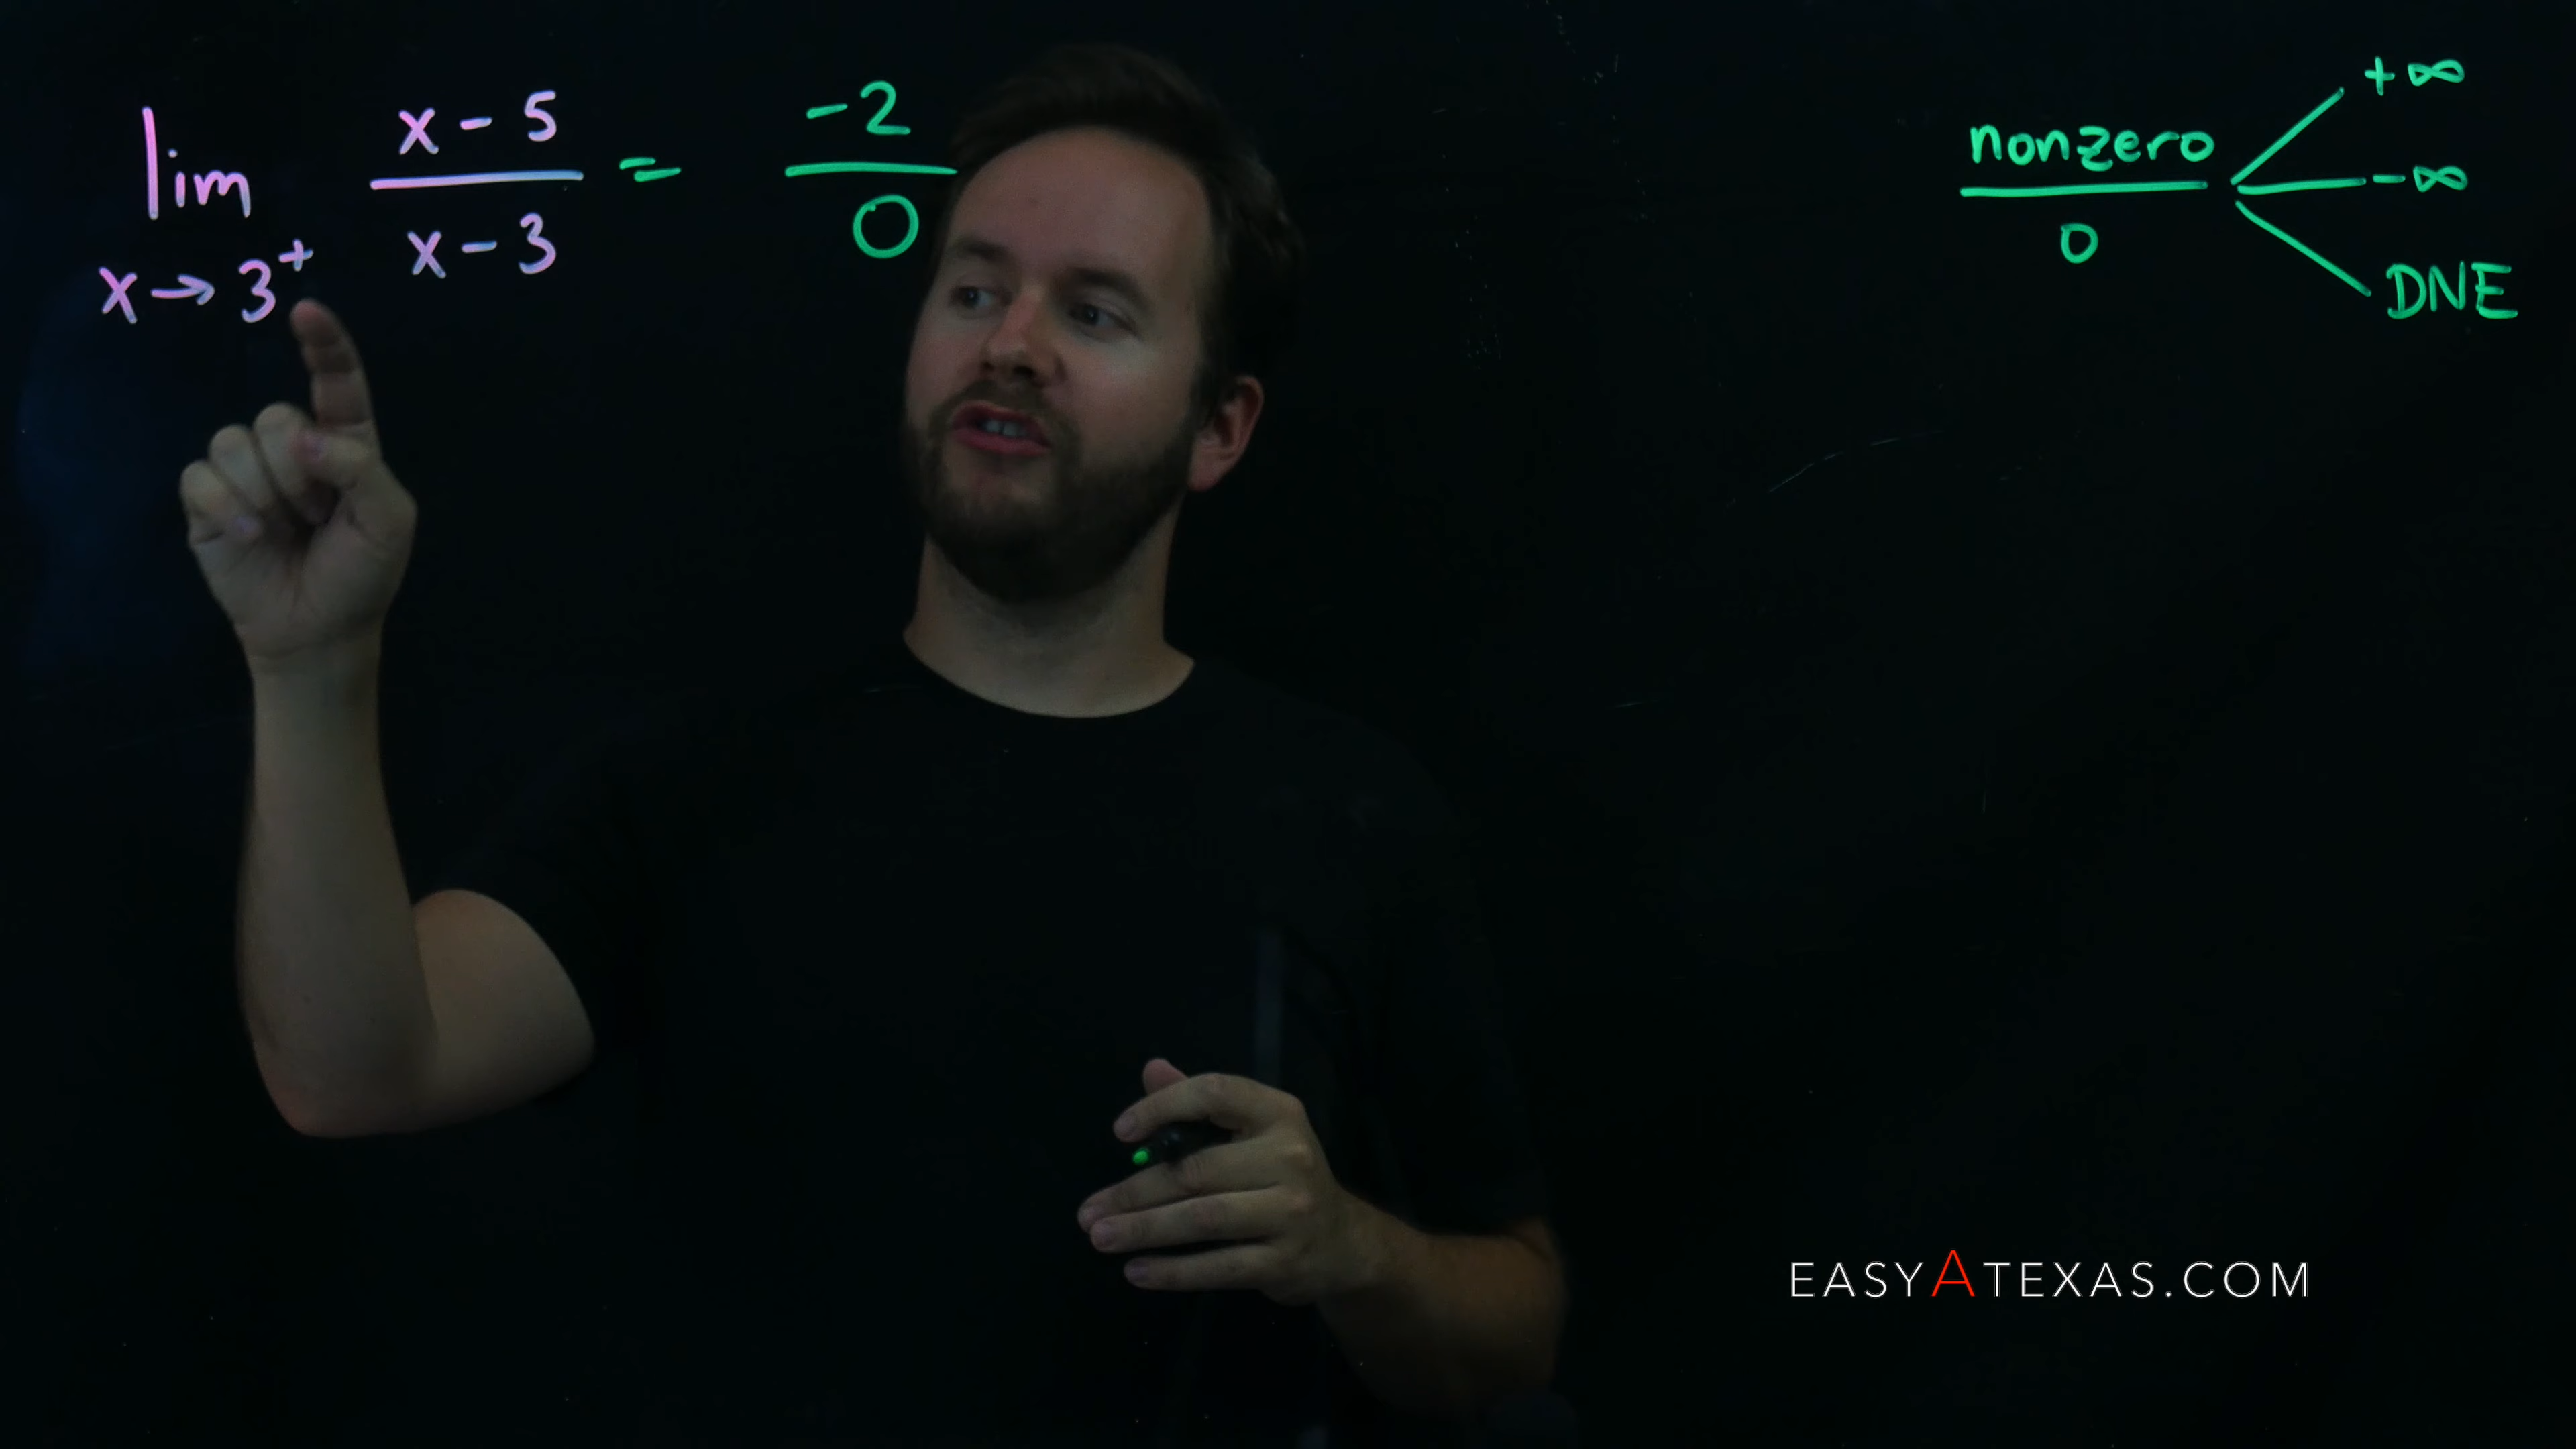 lim x→3⁺ (x - 5)/(x - 3) = -2/0
nonzero/0
+∞
-∞
DNE
EASYATEXAS.COM